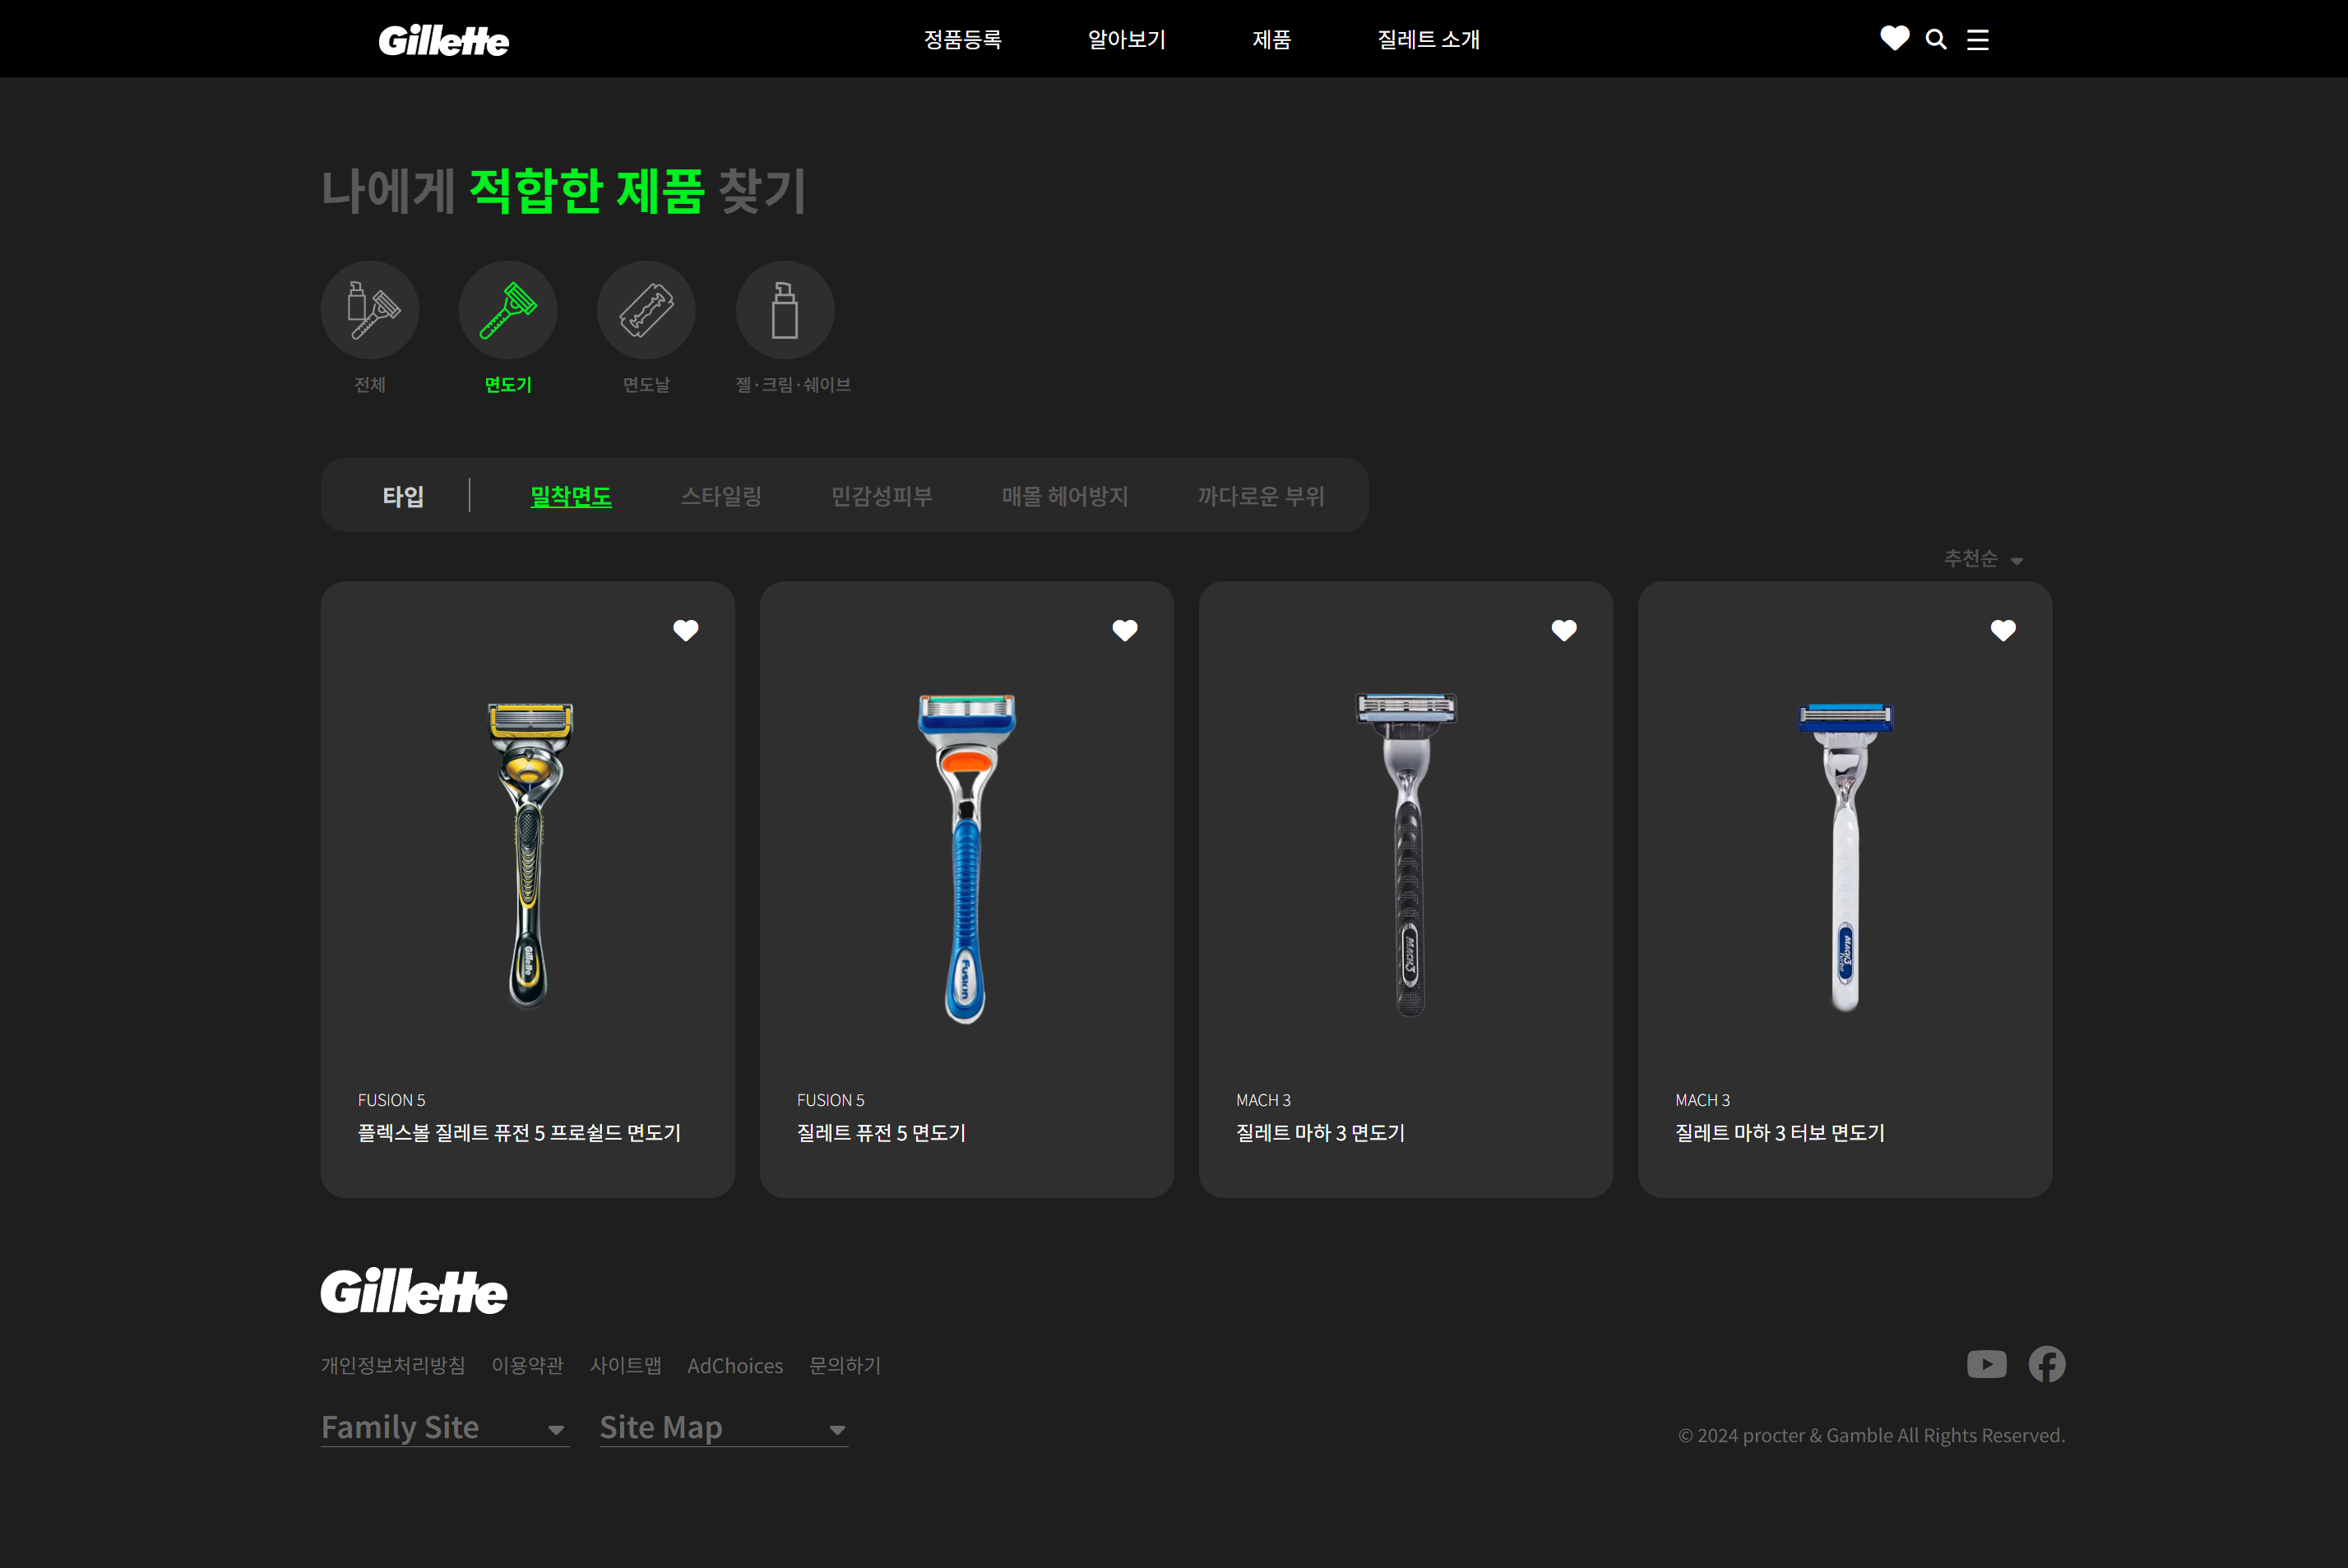 Gillette
정품등록 알아보기 제품 질레트 소개
나에게 적합한 제품 찾기
전체 면도기 면도날 젤·크림·쉐이브
타입 밀착면도 스타일링 민감성피부 매몰 헤어방지 까다로운 부위
추천순
Gillette
Fusion
MACH3
MACH3 Turbo
FUSION 5
플렉스볼 질레트 퓨전 5 프로쉴드 면도기
FUSION 5
질레트 퓨전 5 면도기
MACH 3
질레트 마하 3 면도기
MACH 3
질레트 마하 3 터보 면도기
Gillette
개인정보처리방침 이용약관 사이트맵 AdChoices 문의하기
Family Site Site Map
© 2024 procter & Gamble All Rights Reserved.